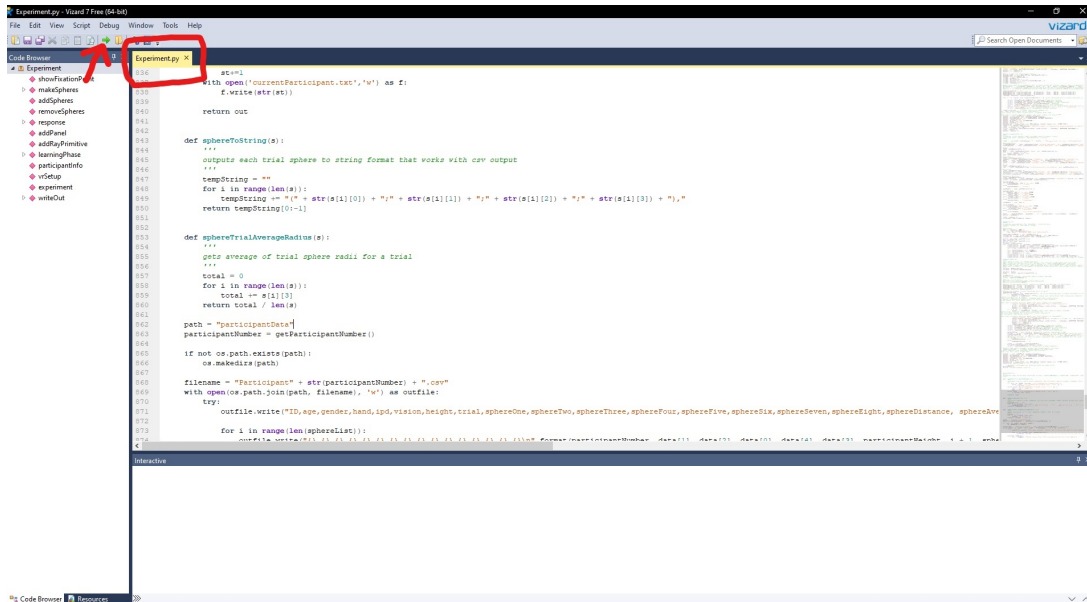 Experiment.py - Vizard 7 Free (64-bit)
File Edit View Script Debug Window Tools Help
vizard
Search Open Documents
Code Browser
Experiment.py
Experiment
showFixationPoint
makeSpheres
addSpheres
removeSpheres
response
addPanel
addRayPrimitive
learningPhase
participantInfo
vrSetup
experiment
writeOut
836 st+=1
with open('currentParticipant.txt','w') as f:
838 f.write(str(st))
839
840 return out
841
842
843 def sphereToString(s):
844 '''
845 outputs each trial sphere to string format that works with csv output
846 '''
847 tempString = ""
848 for i in range(len(s)):
849 tempString += "(" + str(s[i][0]) + ";" + str(s[i][1]) + ";" + str(s[i][2]) + ";" + str(s[i][3]) + "),"
850 return tempString[0:-1]
851
852
853 def sphereTrialAverageRadius(s):
854 '''
855 gets average of trial sphere radii for a trial
856 '''
857 total = 0
858 for i in range(len(s)):
859 total += s[i][3]
860 return total / len(s)
861
862 path = "participantData"
863 participantNumber = getParticipantNumber()
864
865 if not os.path.exists(path):
866 os.makedirs(path)
867
868 filename = "Participant" + str(participantNumber) + ".csv"
869 with open(os.path.join(path, filename), 'w') as outfile:
870 try:
871 outfile.write("ID,age,gender,hand,ipd,vision,height,trial,sphereOne,sphereTwo,sphereThree,sphereFour,sphereFive,sphereSix,sphereSeven,sphereEight,sphereDistance, sphereAve
872
873 for i in range(len(sphereList)):
Interactive
Code Browser Resources
>>>